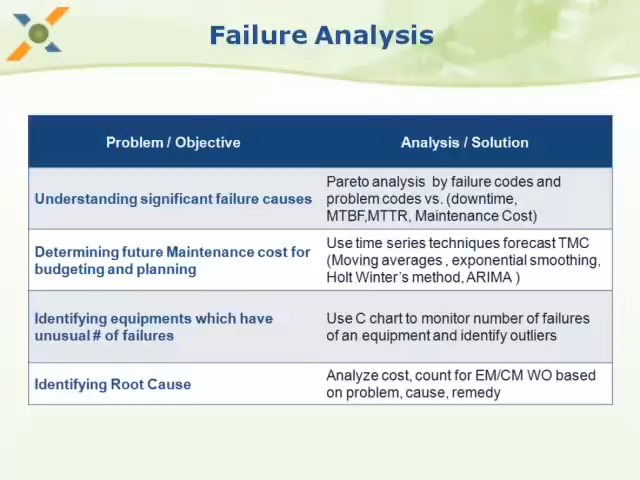 Failure Analysis
Problem / Objective
Analysis / Solution
Understanding significant failure causes
Pareto analysis  by failure codes and
problem codes vs. (downtime,
MTBF,MTTR, Maintenance Cost)
Determining future Maintenance cost for
budgeting and planning
Use time series techniques forecast TMC
(Moving averages , exponential smoothing,
Holt Winter's method, ARIMA )
Identifying equipments which have
unusual # of failures
Use C chart to monitor number of failures
of an equipment and identify outliers
Identifying Root Cause
Analyze cost, count for EM/CM WO based
on problem, cause, remedy